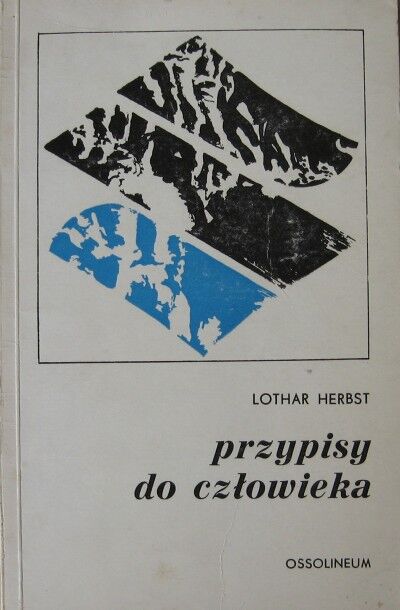 LOTHAR HERBST
przypisy
do człowieka
OSSOLINEUM